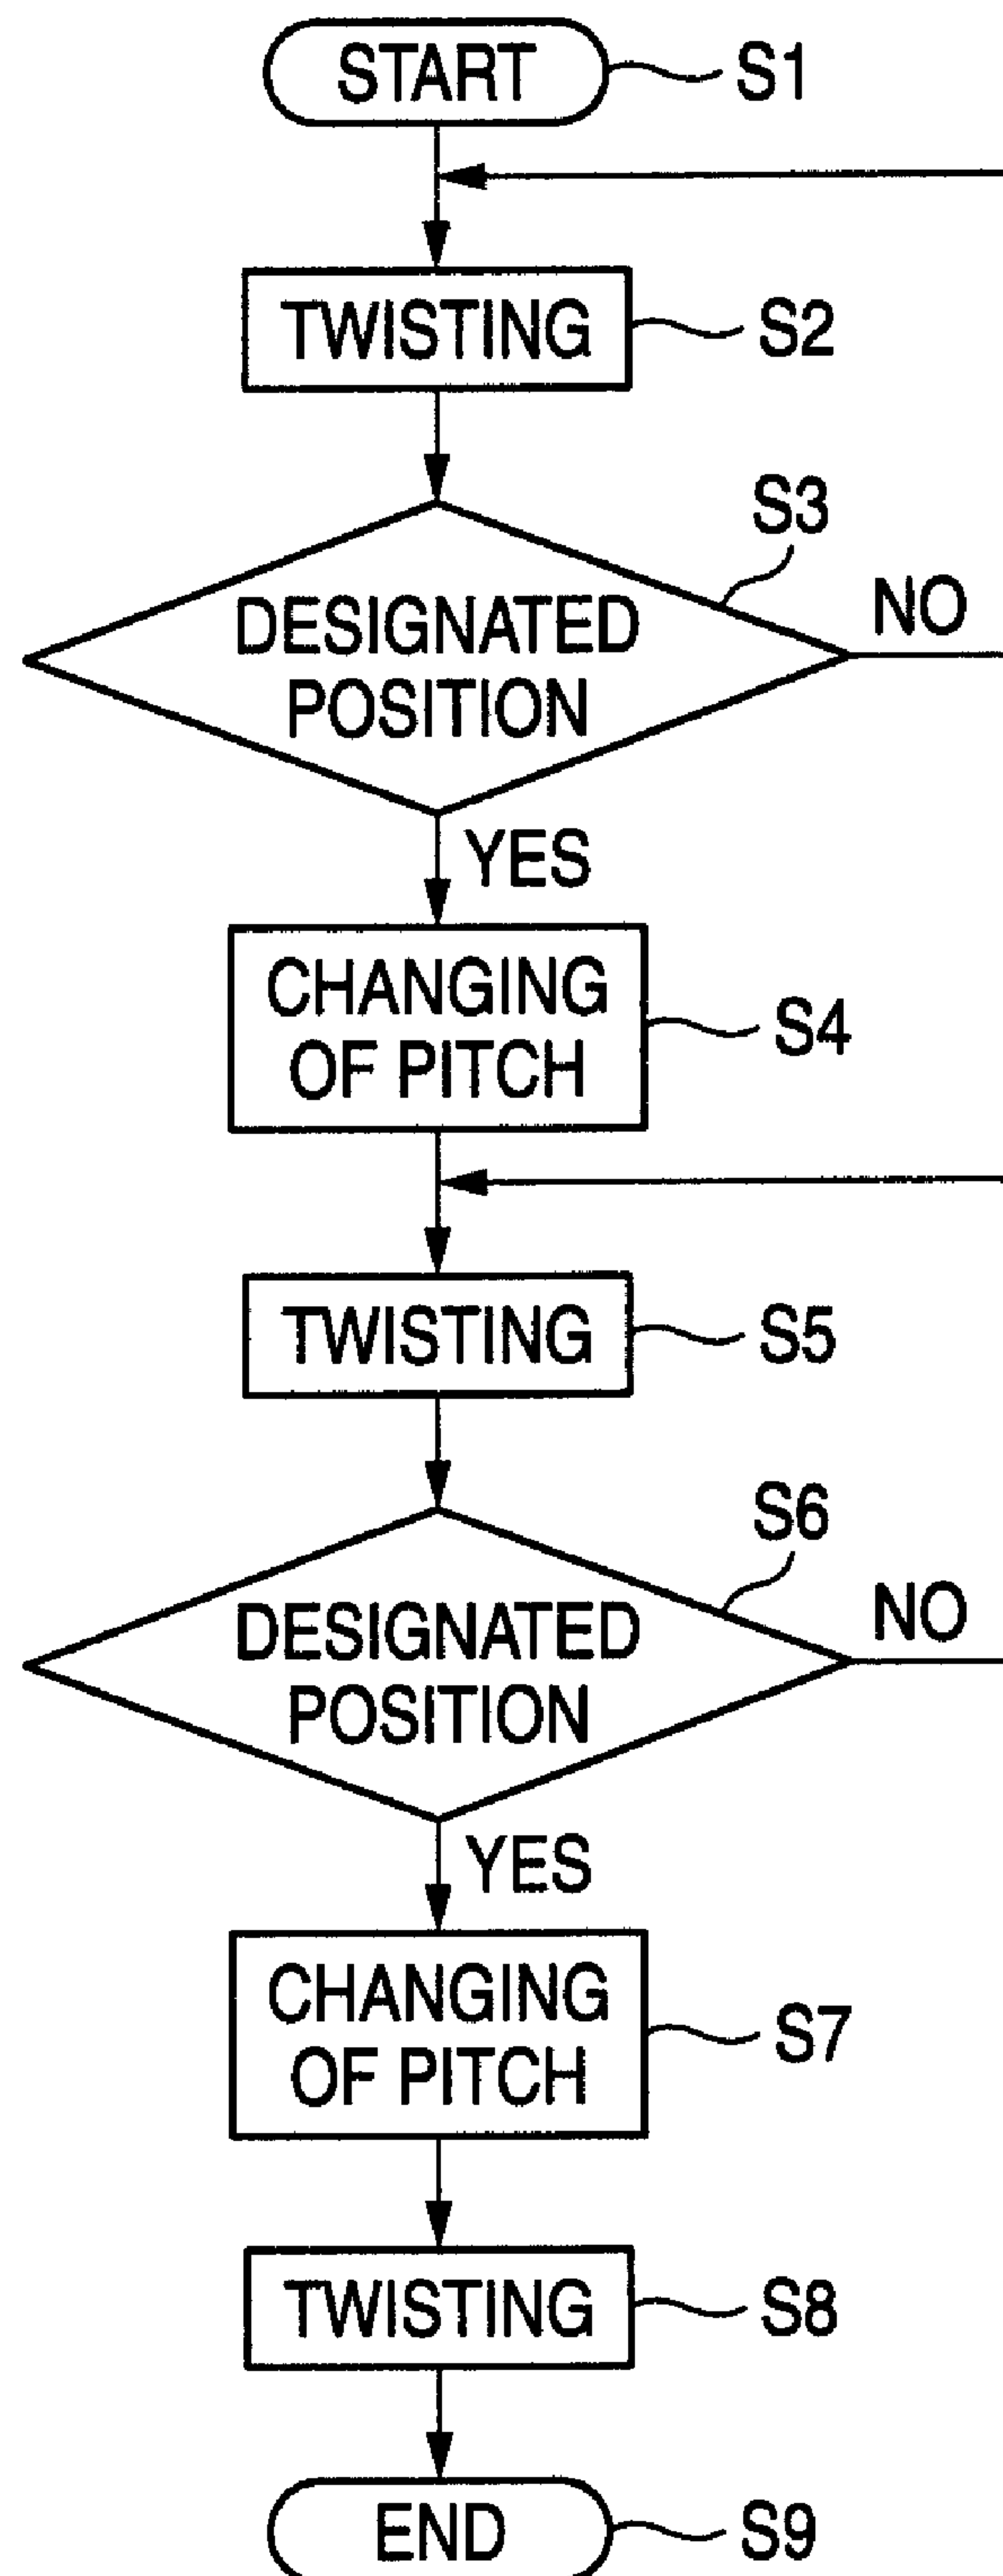 START
S1
TWISTING
S2
S3
DESIGNATED
POSITION
NO
YES
CHANGING
OF PITCH
S4
TWISTING
S5
S6
DESIGNATED
POSITION
NO
YES
CHANGING
OF PITCH
S7
TWISTING
S8
END
S9